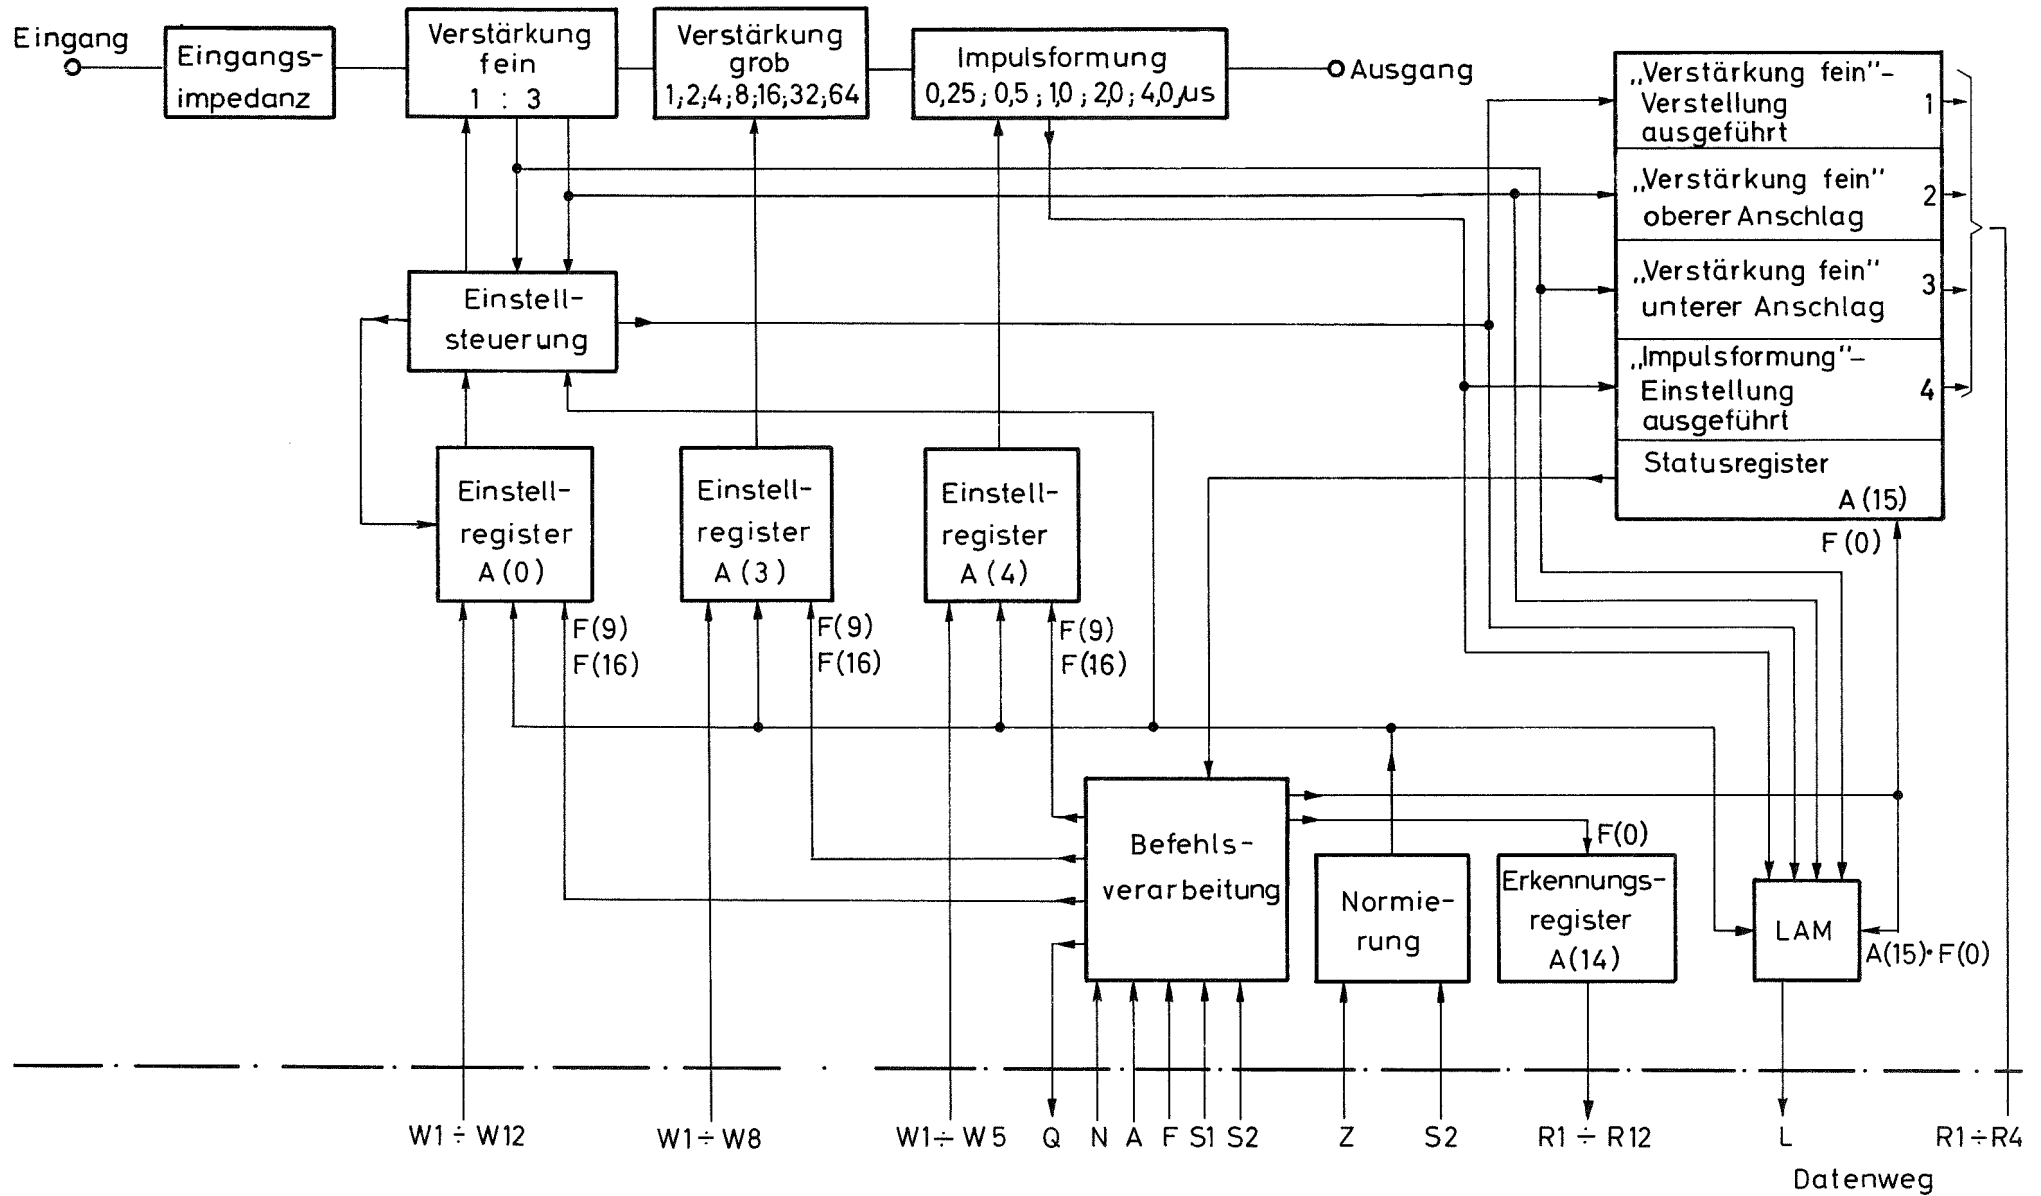 Eingang
Eingangs-
impedanz
Verstärkung
fein
1 : 3
Verstärkung
grob
1;2;4;8;16;32;64
Impulsformung
0,25; 0,5; 1,0; 2,0; 4,0µs
Ausgang
„Verstärkung fein"-
Verstellung
ausgeführt
1
„Verstärkung fein"
oberer Anschlag
2
„Verstärkung fein"
unterer Anschlag
3
„Impulsformung"-
Einstellung
ausgeführt
4
Statusregister
A (15)
F (0)
Einstell-
steuerung
Einstell-
register
A (0)
F(9)
F(16)
Einstell-
register
A (3)
F(9)
F(16)
Einstell-
register
A (4)
F(9)
F(16)
Befehls-
verarbeitung
Normie-
rung
F(0)
Erkennungs-
register
A(14)
LAM
A(15)·F(0)
W1 ÷ W12
W1 ÷ W8
W1 ÷ W5
Q
N
A
F
S1
S2
Z
S2
R1 ÷ R12
L
R1 ÷ R4
Datenweg